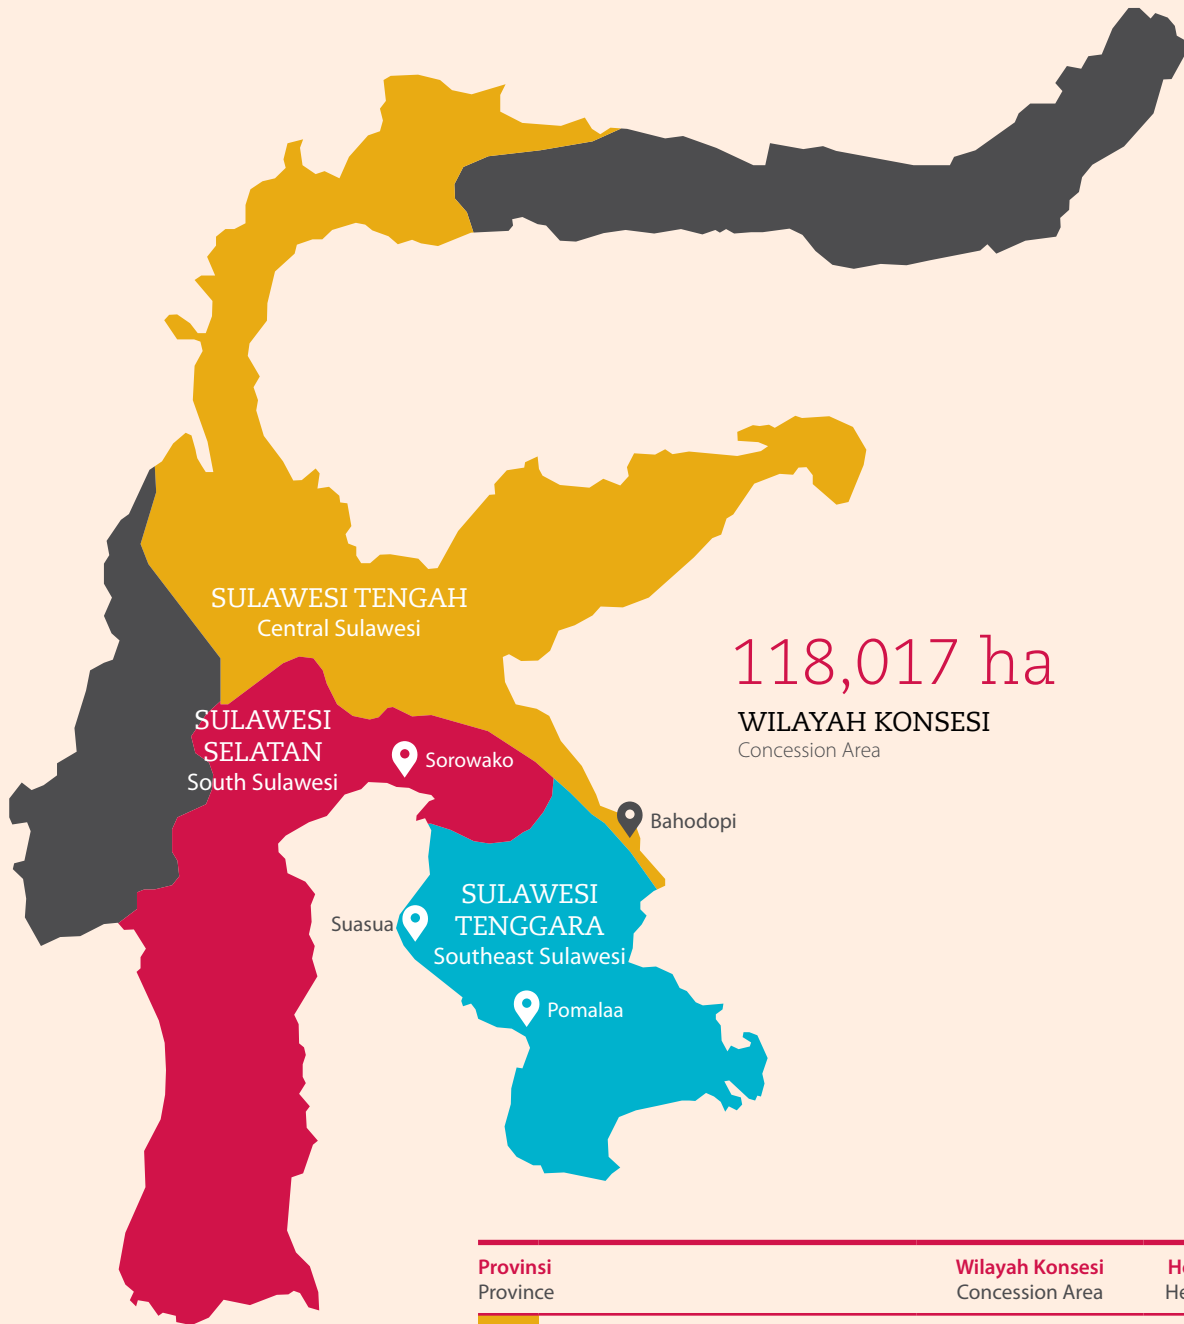 SULAWESI TENGAH
Central Sulawesi
118,017 ha
WILAYAH KONSESI
Concession Area
SULAWESI
SELATAN
South Sulawesi
Sorowako
Bahodopi
SULAWESI
TENGGARA
Southeast Sulawesi
Suasua
Pomalaa
Provinsi
Province
Wilayah Konsesi
Concession Area